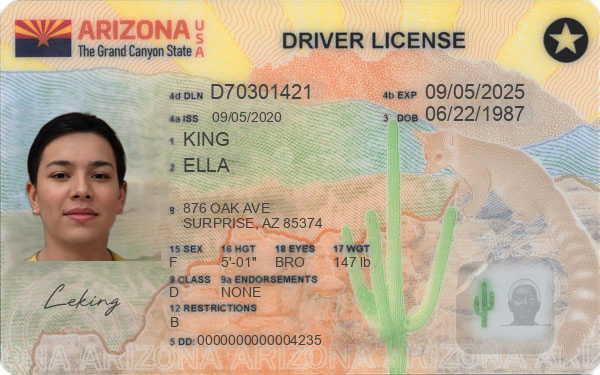 ARIZONA USA
The Grand Canyon State
DRIVER LICENSE
4d DLN D70301421 4b EXP 09/05/2025
4a ISS 09/05/2020 3 DOB 06/22/1987
1 KING
2 ELLA
8 876 OAK AVE
SURPRISE, AZ 85374
15 SEX 16 HGT 18 EYES 17 WGT
F 5'-01" BRO 147 lb
9 CLASS 9a ENDORSEMENTS
D NONE
12 RESTRICTIONS
B
5 DD: 0000000000004235
Leking
ARIZONA ARIZONA ARIZONA ARIZONA